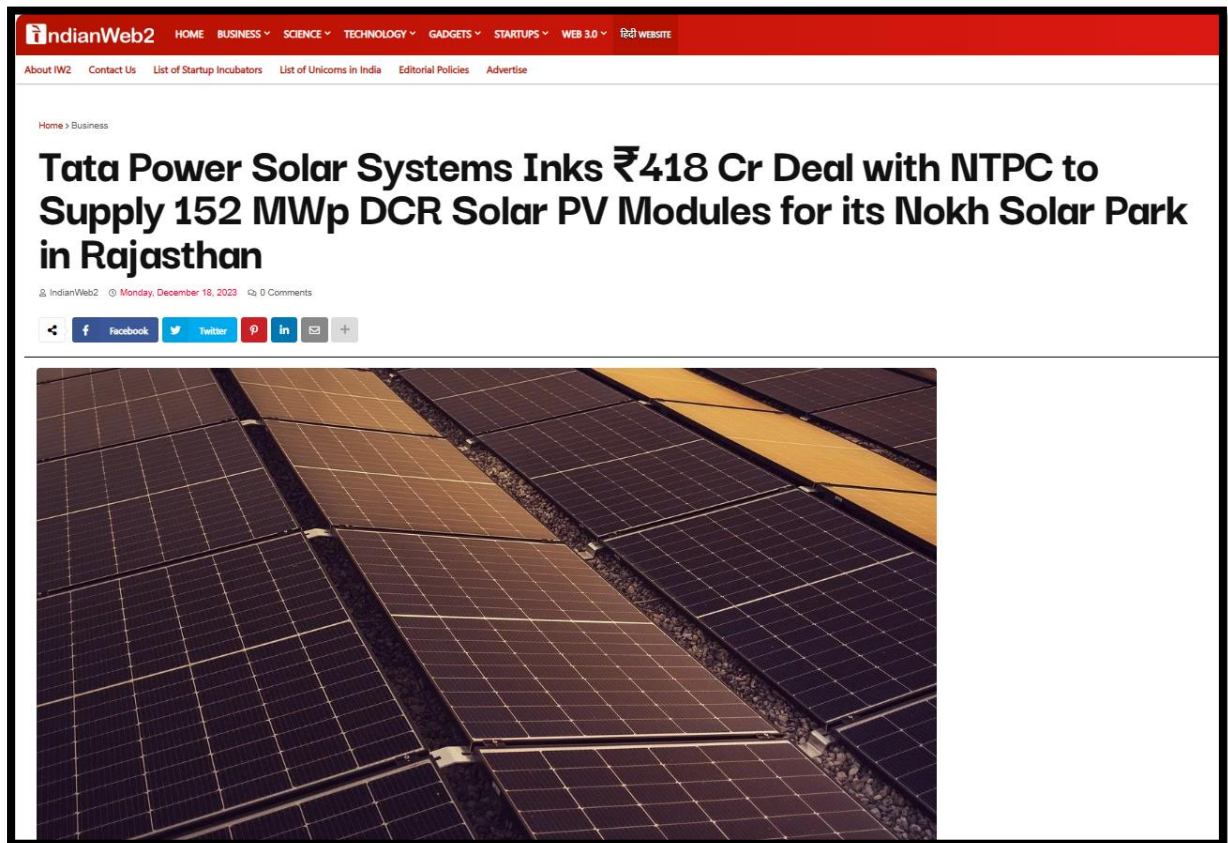 IndianWeb2 HOME BUSINESS SCIENCE TECHNOLOGY GADGETS STARTUPS WEB 3.0 हिंदी WEBSITE
About IW2 Contact Us List of Startup Incubators List of Unicorns in India Editorial Policies Advertise
Home > Business
Tata Power Solar Systems Inks ₹418 Cr Deal with NTPC to
Supply 152 MWp DCR Solar PV Modules for its Nokh Solar Park
in Rajasthan
IndianWeb2 Monday, December 18, 2023 0 Comments
Facebook Twitter in +